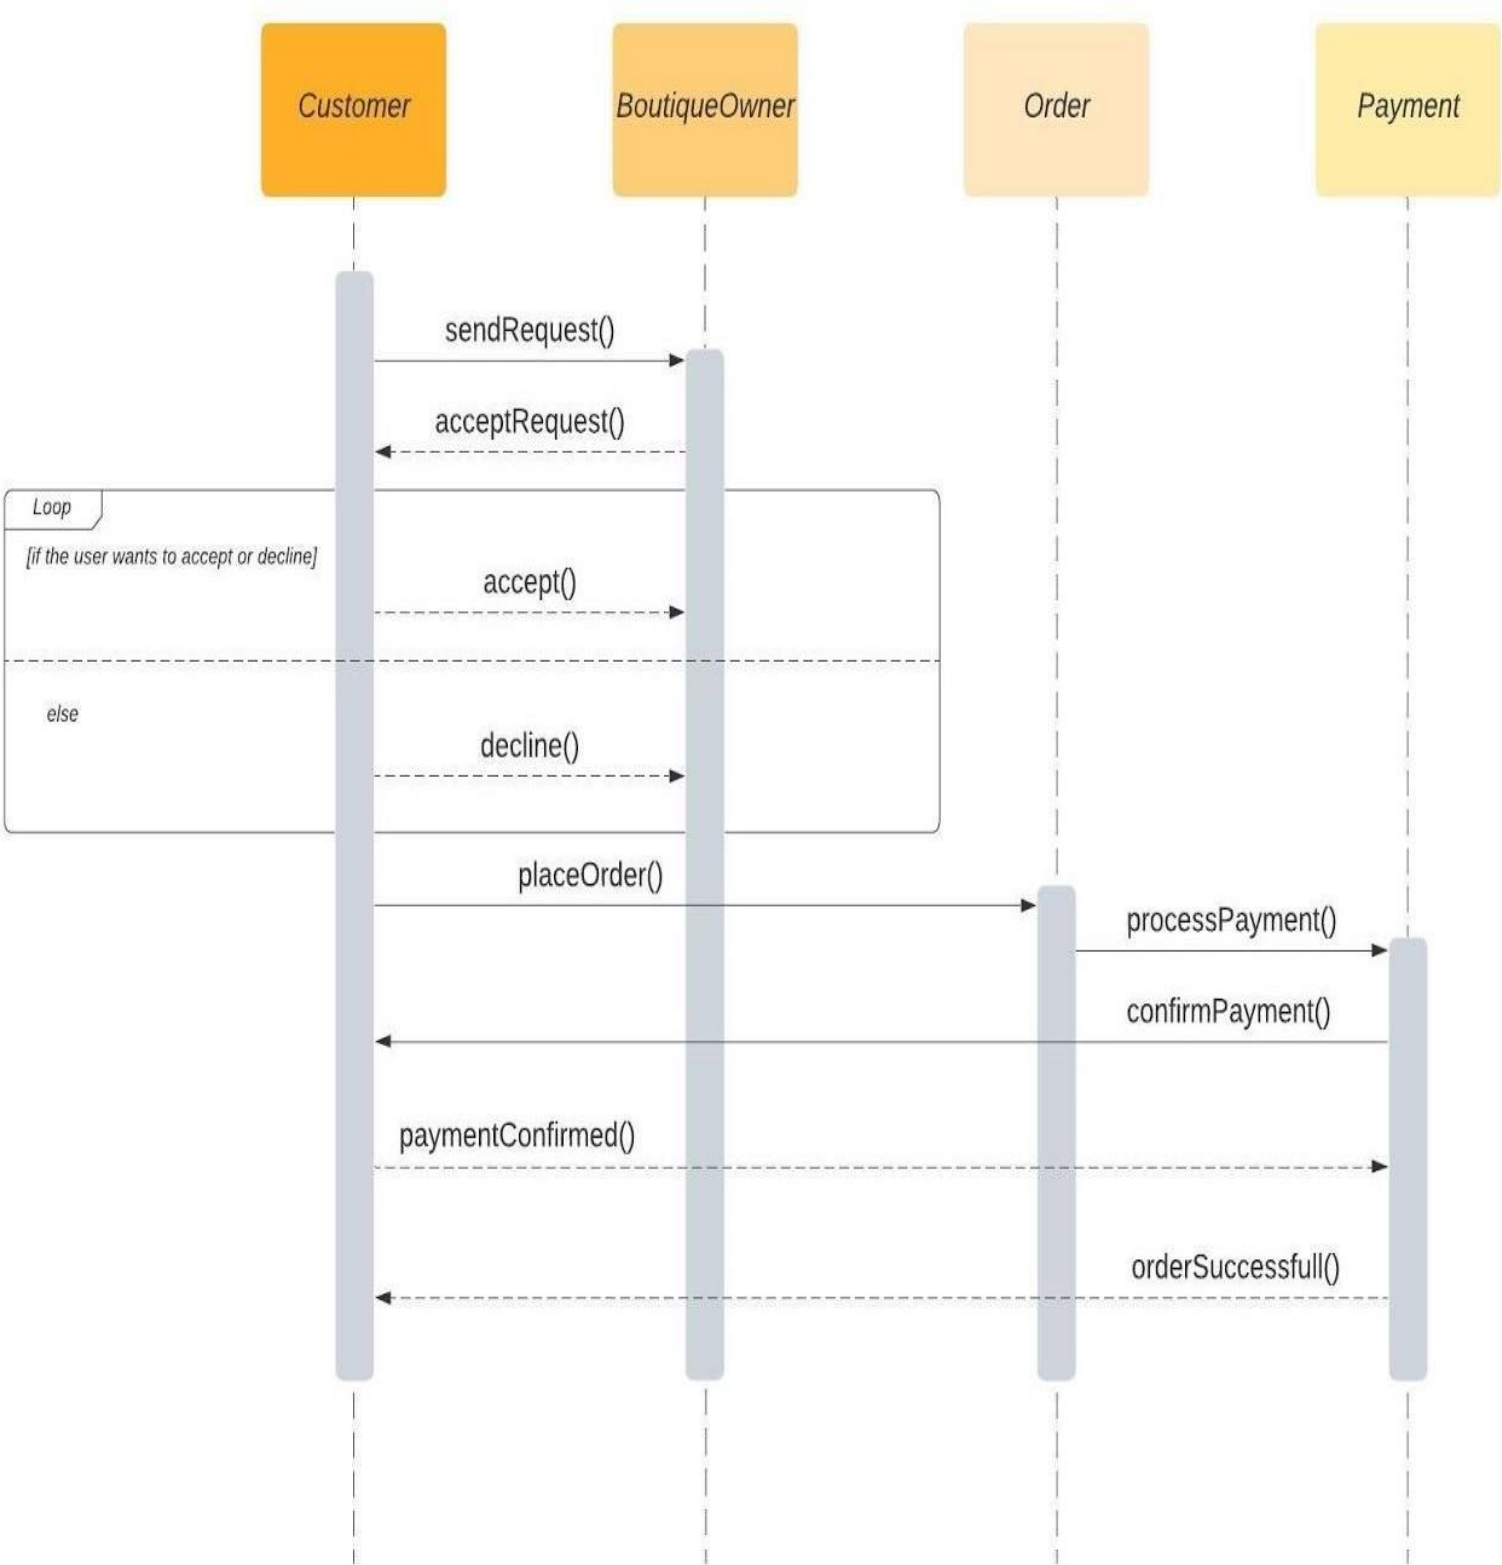 Customer
BoutiqueOwner
Order
Payment
sendRequest()
acceptRequest()
Loop
[if the user wants to accept or decline]
accept()
else
decline()
placeOrder()
processPayment()
confirmPayment()
paymentConfirmed()
orderSuccessfull()